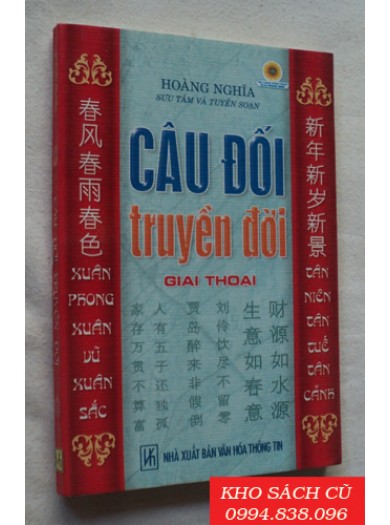 HOÀNG NGHĨA
SƯU TẦM VÀ TUYỂN SOẠN
CÂU ĐỐI
truyền đời
GIAI THOẠI
春风春雨春色
XUÂN
PHONG
XUÂN
VŨ
XUÂN
SẮC
新年新岁新景
TÂN
NIÊN
TÂN
TUẾ
TÂN
CẢNH
财源如水源
生意如春意
刘伶饮尽不留零
贾岛醉来非假倒
人有五子还独孤
家存万贯不算富
NHÀ XUẤT BẢN VĂN HÓA THÔNG TIN
KHO SÁCH CŨ
0994.838.096